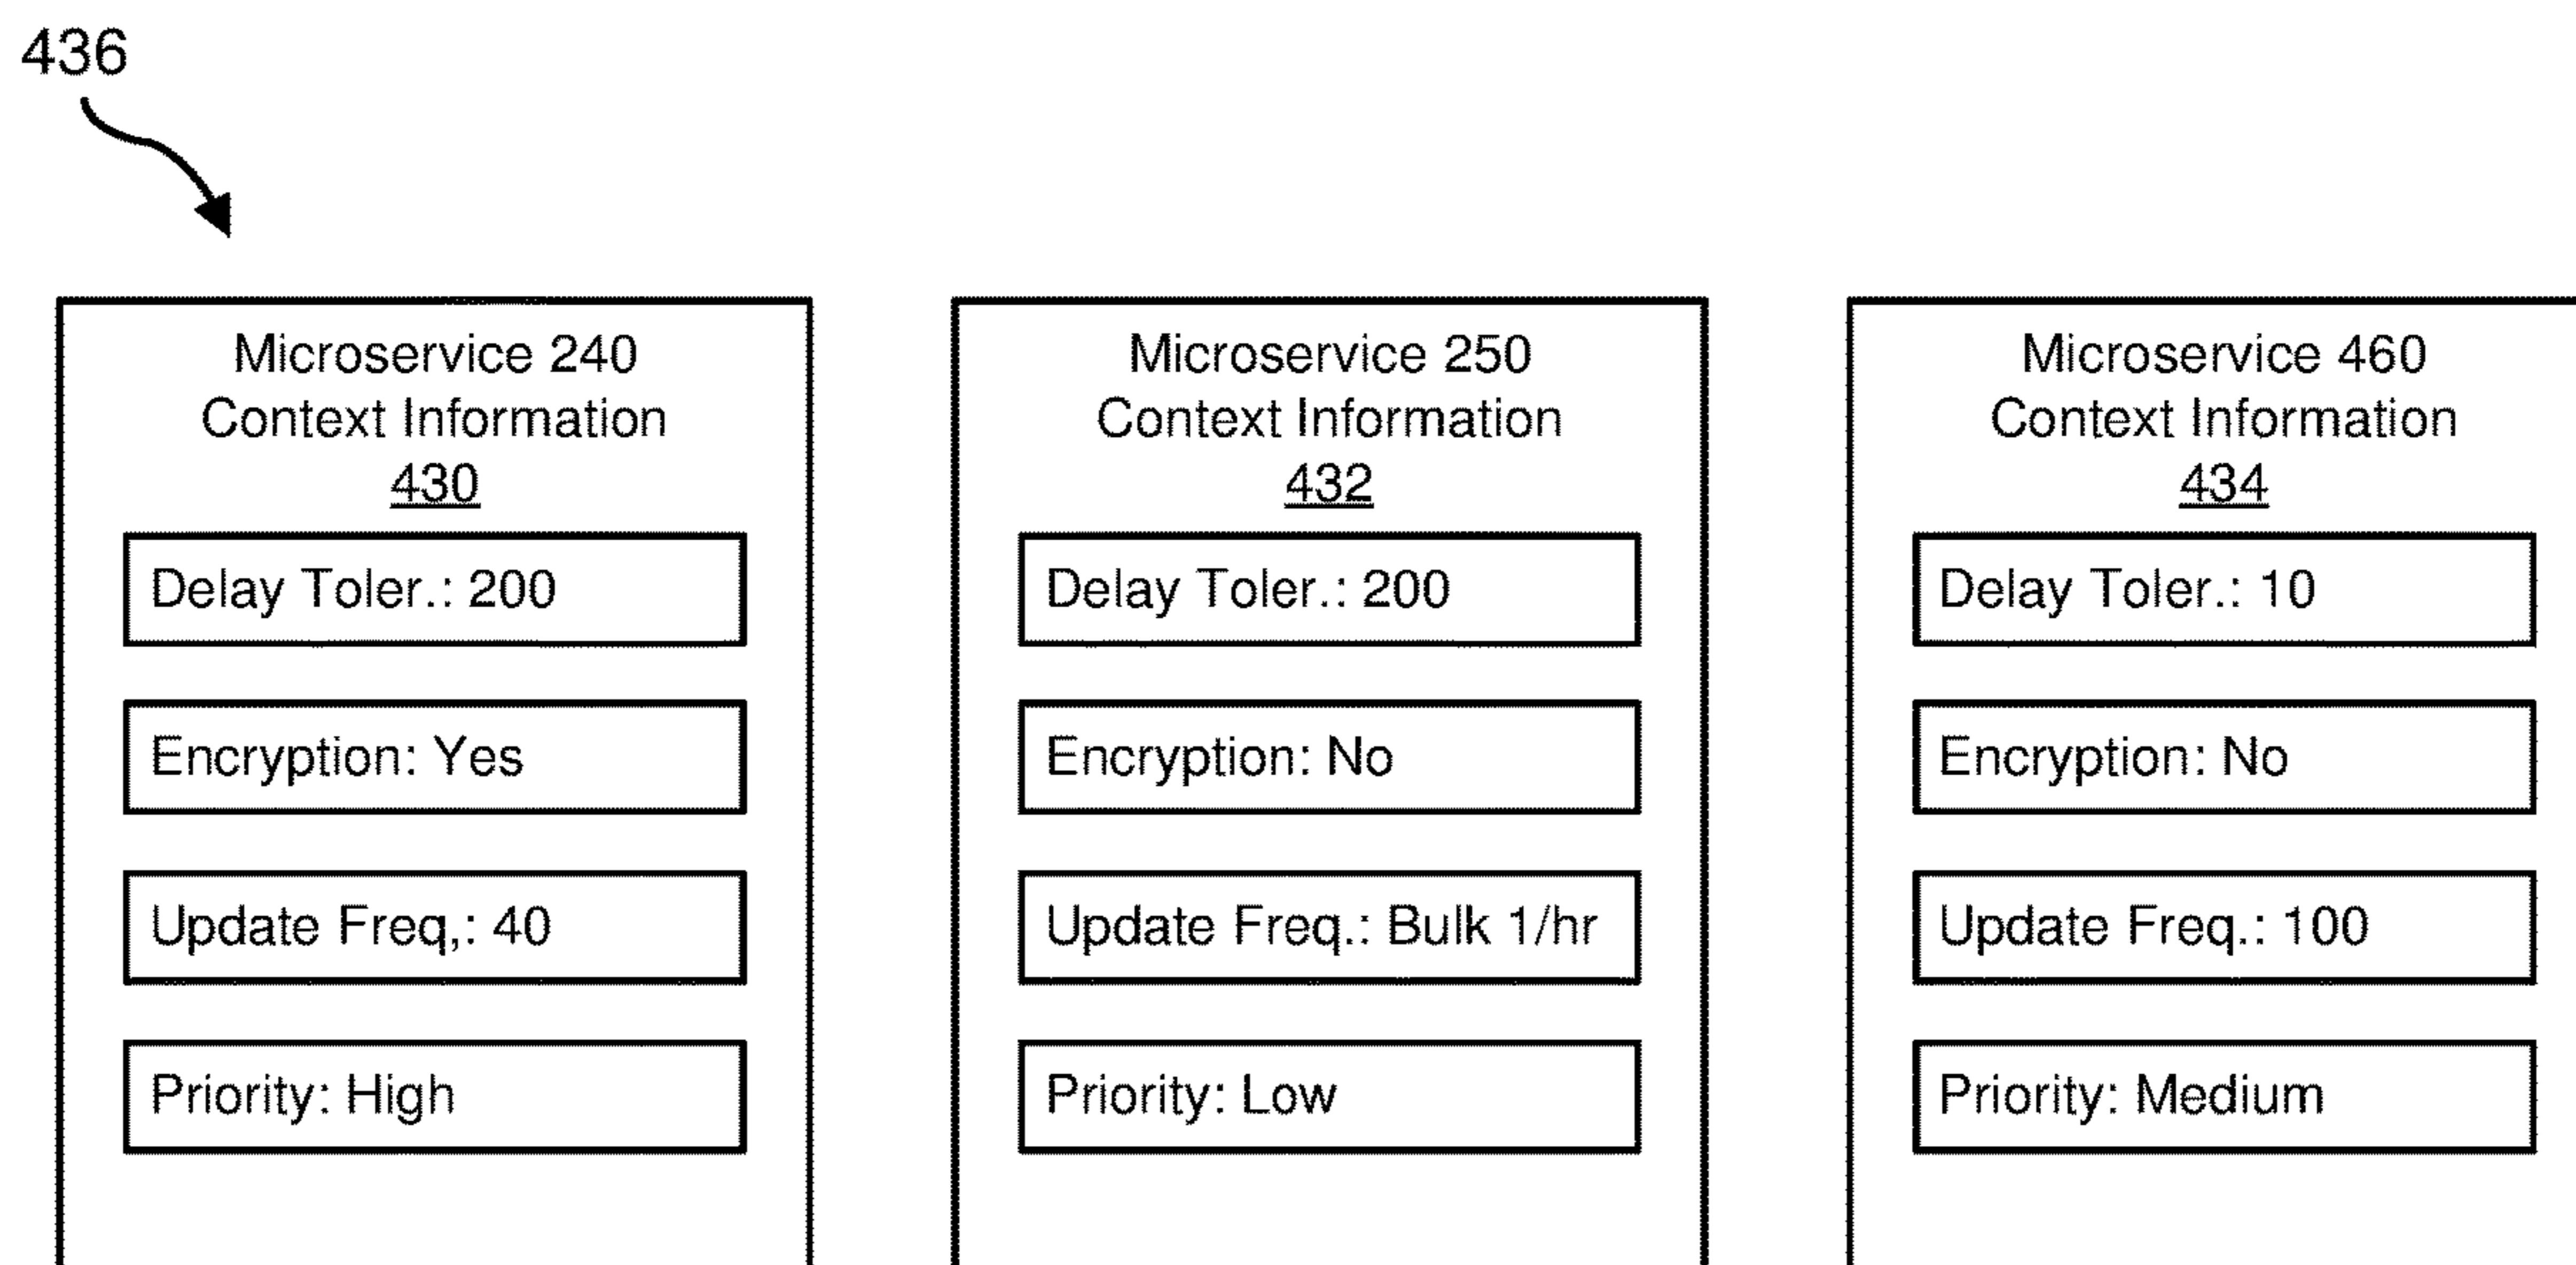 436
Microservice 240
Context Information
430
Delay Toler.: 200
Encryption: Yes
Update Freq,: 40
Priority: High
Microservice 250
Context Information
432
Delay Toler.: 200
Encryption: No
Update Freq.: Bulk 1/hr
Priority: Low
Microservice 460
Context Information
434
Delay Toler.: 10
Encryption: No
Update Freq.: 100
Priority: Medium